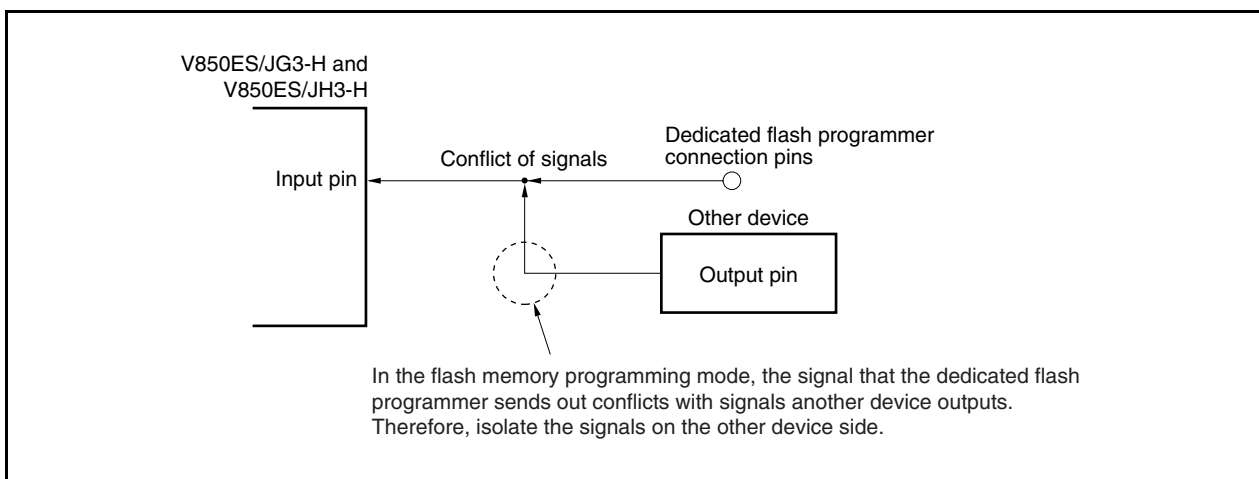 V850ES/JG3-H and
V850ES/JH3-H
Dedicated flash programmer
connection pins
Conflict of signals
Input pin
Other device
Output pin
In the flash memory programming mode, the signal that the dedicated flash
programmer sends out conflicts with signals another device outputs.
Therefore, isolate the signals on the other device side.